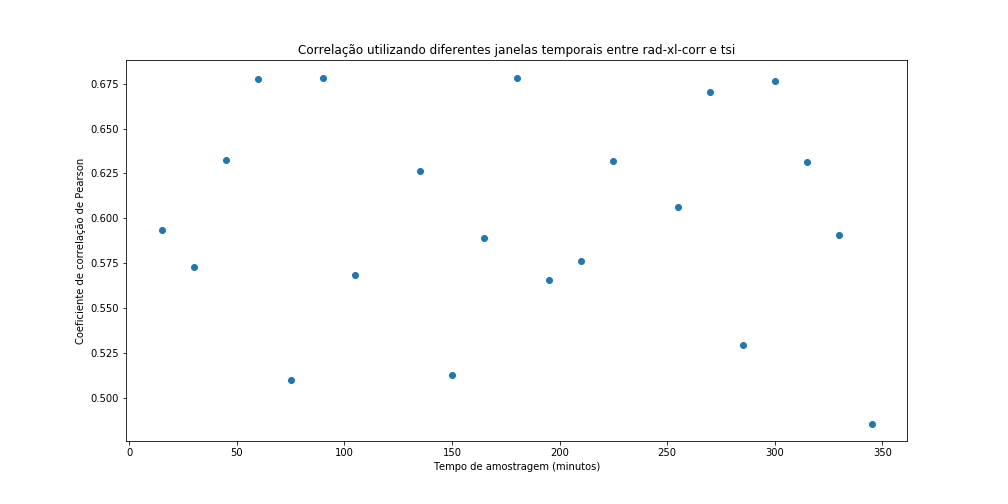 Correlação utilizando diferentes janelas temporais entre rad-xl-corr e tsi
Coeficiente de correlação de Pearson
0.675
0.650
0.625
0.600
0.575
0.550
0.525
0.500
0 50 100 150 200 250 300 350
Tempo de amostragem (minutos)